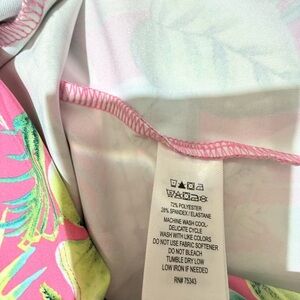 72% POLYESTER
28% SPANDEX / ELASTANE
MACHINE WASH COOL-
DELICATE CYCLE
WASH WITH LIKE COLORS
DO NOT USE FABRIC SOFTENER
DO NOT BLEACH
TUMBLE DRY LOW
LOW IRON IF NEEDED
RN# 75343